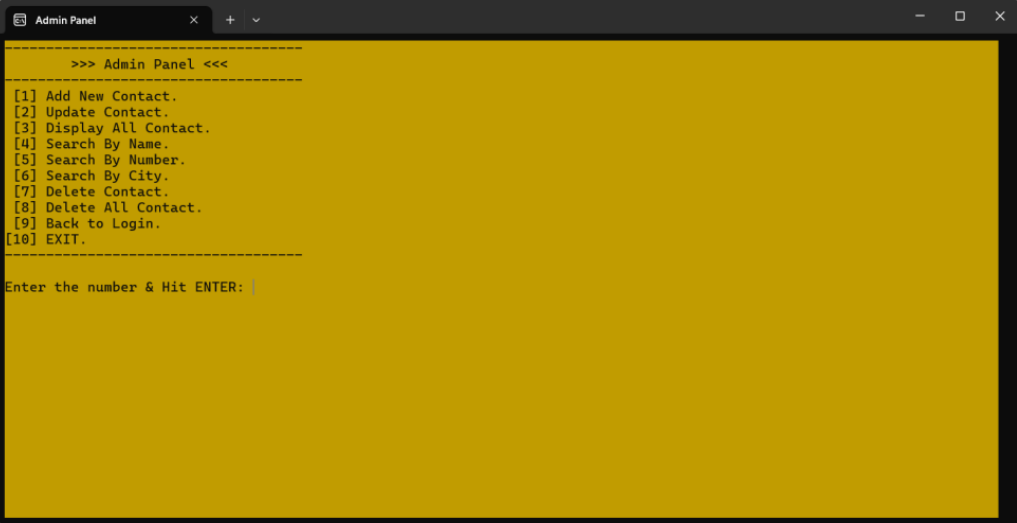 Admin Panel
-------------------------------------
>>> Admin Panel <<<
-------------------------------------
[1] Add New Contact.
[2] Update Contact.
[3] Display All Contact.
[4] Search By Name.
[5] Search By Number.
[6] Search By City.
[7] Delete Contact.
[8] Delete All Contact.
[9] Back to Login.
[10] EXIT.
-------------------------------------
Enter the number & Hit ENTER: